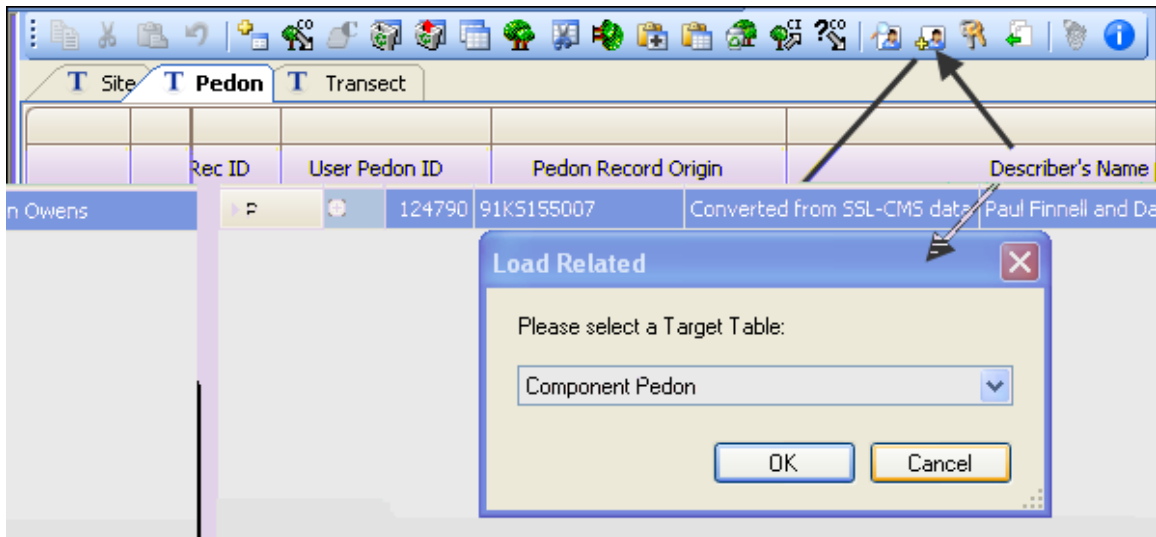 T Site T Pedon T Transect
Rec ID User Pedon ID Pedon Record Origin Describer's Name
n Owens P 124790 91KS155007 Converted from SSL-CMS data Paul Finnell and Da
Load Related
Please select a Target Table:
Component Pedon
OK Cancel